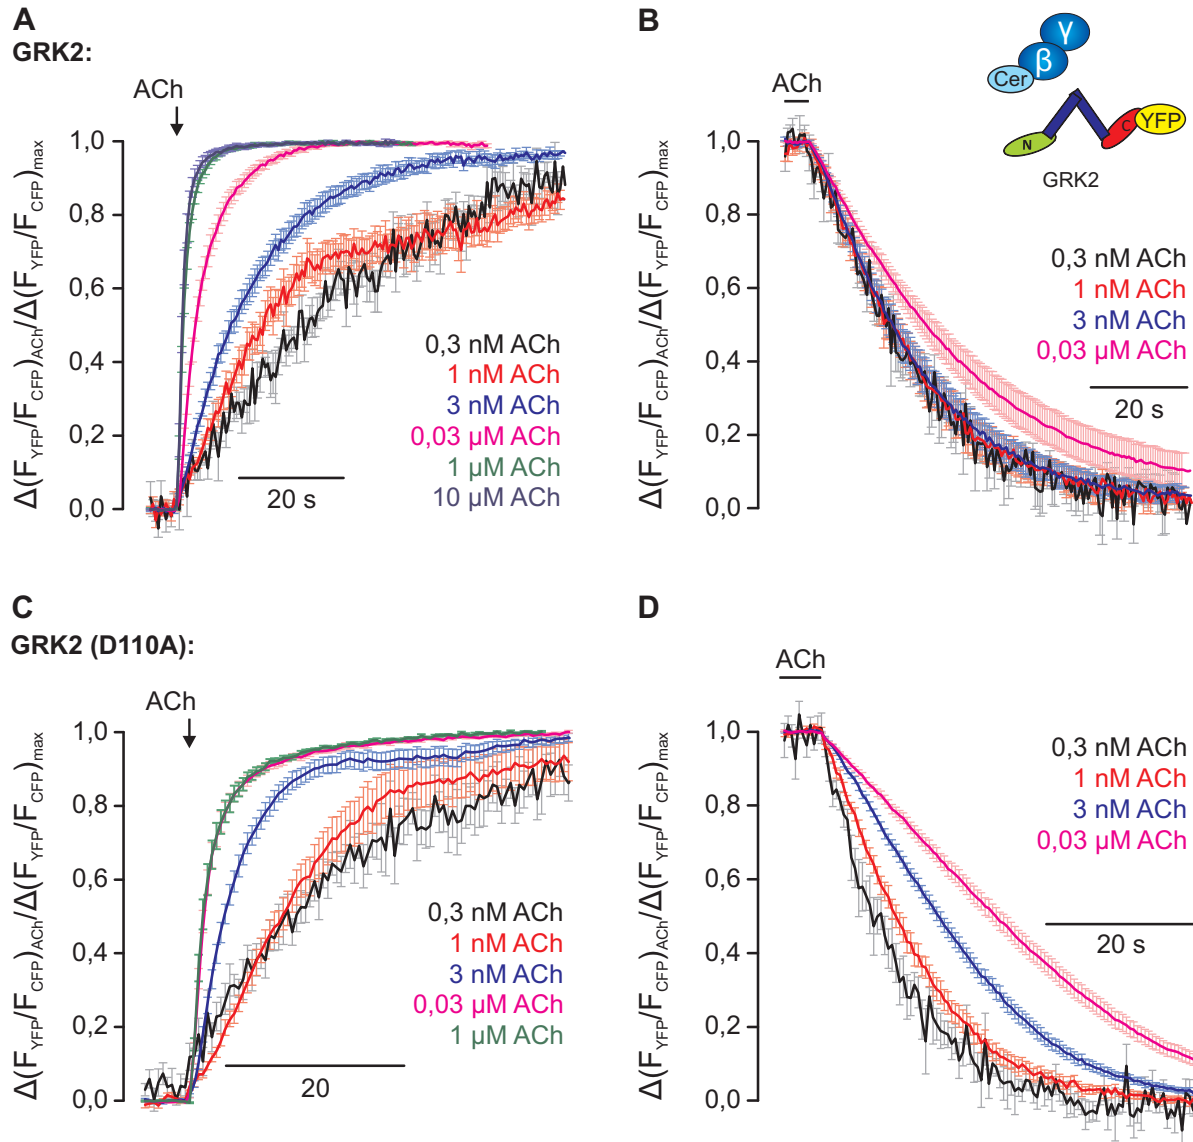 A
GRK2:
ACh
Δ(F_YFP/F_CFP)_ACh/Δ(F_YFP/F_CFP)_max
1,0
0,8
0,6
0,4
0,2
0,0
0,3 nM ACh
1 nM ACh
3 nM ACh
0,03 µM ACh
1 µM ACh
10 µM ACh
20 s
B
ACh
γ
β
Cer
N
C
YFP
GRK2
Δ(F_YFP/F_CFP)_ACh/Δ(F_YFP/F_CFP)_max
1,0
0,8
0,6
0,4
0,2
0,0
0,3 nM ACh
1 nM ACh
3 nM ACh
0,03 µM ACh
20 s
C
GRK2 (D110A):
ACh
Δ(F_YFP/F_CFP)_ACh/Δ(F_YFP/F_CFP)_max
1,0
0,8
0,6
0,4
0,2
0,0
0,3 nM ACh
1 nM ACh
3 nM ACh
0,03 µM ACh
1 µM ACh
20
D
ACh
Δ(F_YFP/F_CFP)_ACh/Δ(F_YFP/F_CFP)_max
1,0
0,8
0,6
0,4
0,2
0,0
0,3 nM ACh
1 nM ACh
3 nM ACh
0,03 µM ACh
20 s